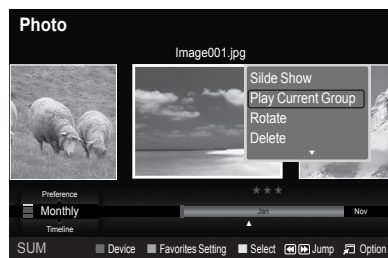 Photo
Image001.jpg
Silde Show
Play Current Group
Rotate
Delete
Preference
Monthly
Timeline
Jan
Nov
SUM Device Favorites Setting Select Jump Option